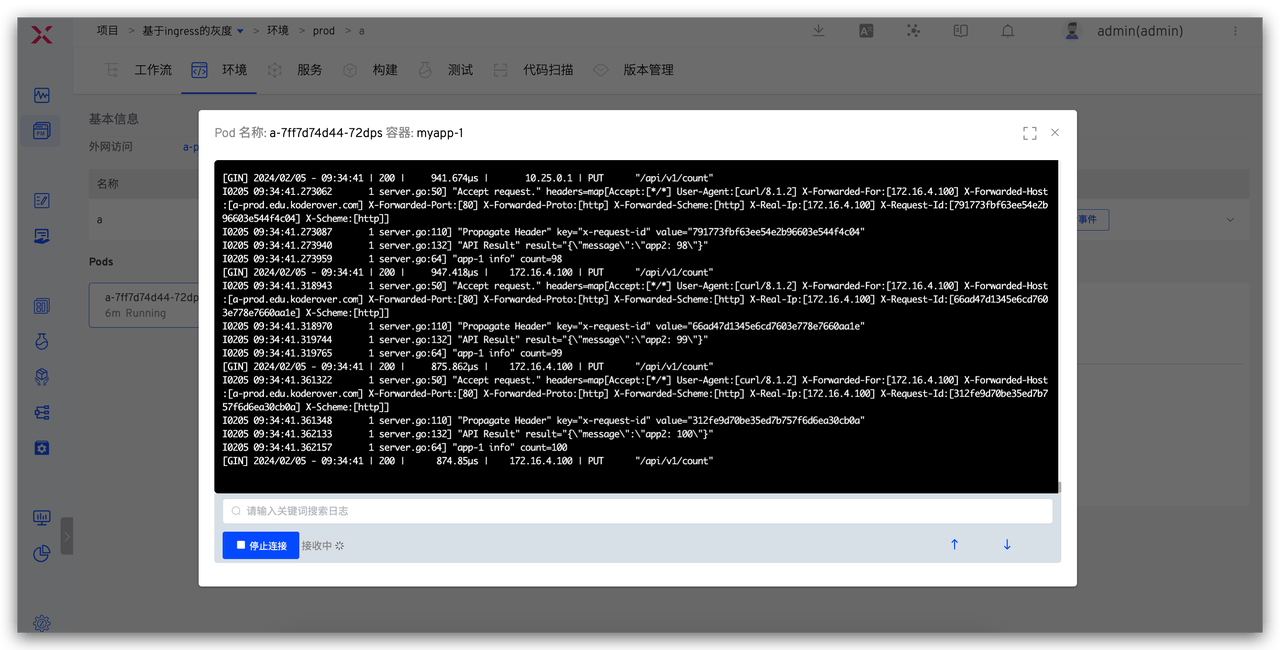 项目 > 基于ingress的灰度 > 环境 > prod > a
admin(admin)
工作流 环境 服务 构建 测试 代码扫描 版本管理
基本信息
外网访问 a-p
名称
a
事件
Pods
a-7ff7d74d44-72dp
6m Running
Pod 名称: a-7ff7d74d44-72dps 容器: myapp-1
[GIN] 2024/02/05 - 09:34:41 | 200 | 941.674µs | 10.25.0.1 | PUT "/api/v1/count"
I0205 09:34:41.273062 1 server.go:50] "Accept request." headers=map[Accept:[*/*] User-Agent:[curl/8.1.2] X-Forwarded-For:[172.16.4.100] X-Forwarded-Host
:[a-prod.edu.koderover.com] X-Forwarded-Port:[80] X-Forwarded-Proto:[http] X-Forwarded-Scheme:[http] X-Real-Ip:[172.16.4.100] X-Request-Id:[791773fbf63ee54e2b
96603e544f4c04] X-Scheme:[http]]
I0205 09:34:41.273087 1 server.go:110] "Propagate Header" key="x-request-id" value="791773fbf63ee54e2b96603e544f4c04"
I0205 09:34:41.273940 1 server.go:132] "API Result" result="{\"message\":\"app2: 98\"}"
I0205 09:34:41.273959 1 server.go:64] "app-1 info" count=98
[GIN] 2024/02/05 - 09:34:41 | 200 | 947.418µs | 172.16.4.100 | PUT "/api/v1/count"
I0205 09:34:41.318943 1 server.go:50] "Accept request." headers=map[Accept:[*/*] User-Agent:[curl/8.1.2] X-Forwarded-For:[172.16.4.100] X-Forwarded-Host
:[a-prod.edu.koderover.com] X-Forwarded-Port:[80] X-Forwarded-Proto:[http] X-Forwarded-Scheme:[http] X-Real-Ip:[172.16.4.100] X-Request-Id:[66ad47d1345e6cd760
3e778e7660aa1e] X-Scheme:[http]]
I0205 09:34:41.318970 1 server.go:110] "Propagate Header" key="x-request-id" value="66ad47d1345e6cd7603e778e7660aa1e"
I0205 09:34:41.319744 1 server.go:132] "API Result" result="{\"message\":\"app2: 99\"}"
I0205 09:34:41.319765 1 server.go:64] "app-1 info" count=99
[GIN] 2024/02/05 - 09:34:41 | 200 | 875.862µs | 172.16.4.100 | PUT "/api/v1/count"
I0205 09:34:41.361322 1 server.go:50] "Accept request." headers=map[Accept:[*/*] User-Agent:[curl/8.1.2] X-Forwarded-For:[172.16.4.100] X-Forwarded-Host
:[a-prod.edu.koderover.com] X-Forwarded-Port:[80] X-Forwarded-Proto:[http] X-Forwarded-Scheme:[http] X-Real-Ip:[172.16.4.100] X-Request-Id:[312fe9d70be35ed7b7
57f6d6ea30cb0a] X-Scheme:[http]]
I0205 09:34:41.361348 1 server.go:110] "Propagate Header" key="x-request-id" value="312fe9d70be35ed7b757f6d6ea30cb0a"
I0205 09:34:41.362133 1 server.go:132] "API Result" result="{\"message\":\"app2: 100\"}"
I0205 09:34:41.362157 1 server.go:64] "app-1 info" count=100
[GIN] 2024/02/05 - 09:34:41 | 200 | 874.85µs | 172.16.4.100 | PUT "/api/v1/count"
请输入关键词搜索日志
停止连接 接收中